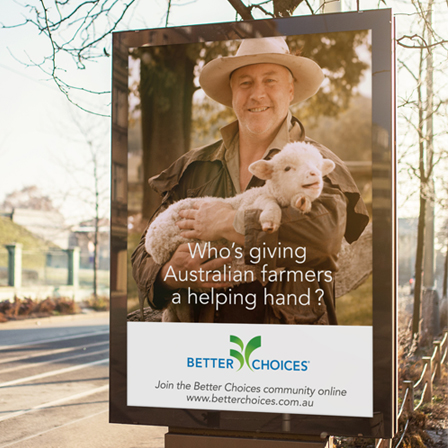 Who's giving
Australian farmers
a helping hand?
BETTER CHOICES®
Join the Better Choices community online
www.betterchoices.com.au